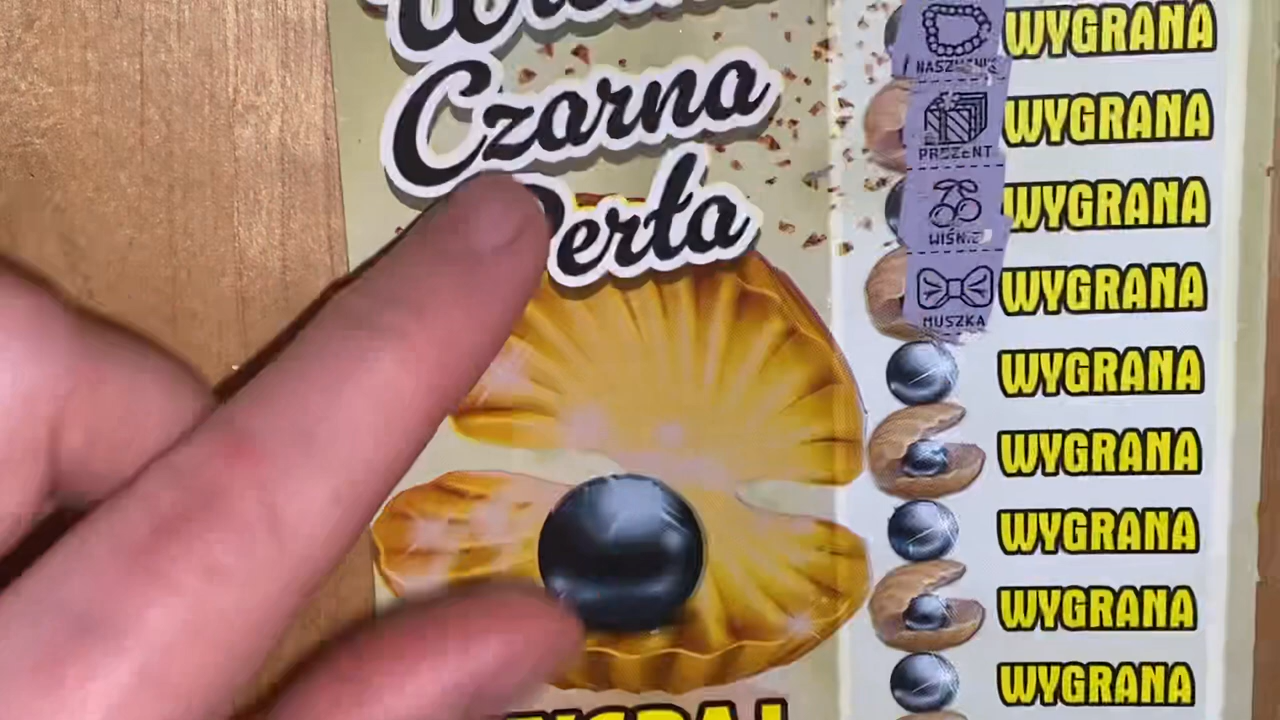 Czarna
Perła
NASZYJNIK
WYGRANA
PREZENT
WYGRANA
WIŚNIE
WYGRANA
MUSZKA
WYGRANA
WYGRANA
WYGRANA
WYGRANA
WYGRANA
WYGRANA